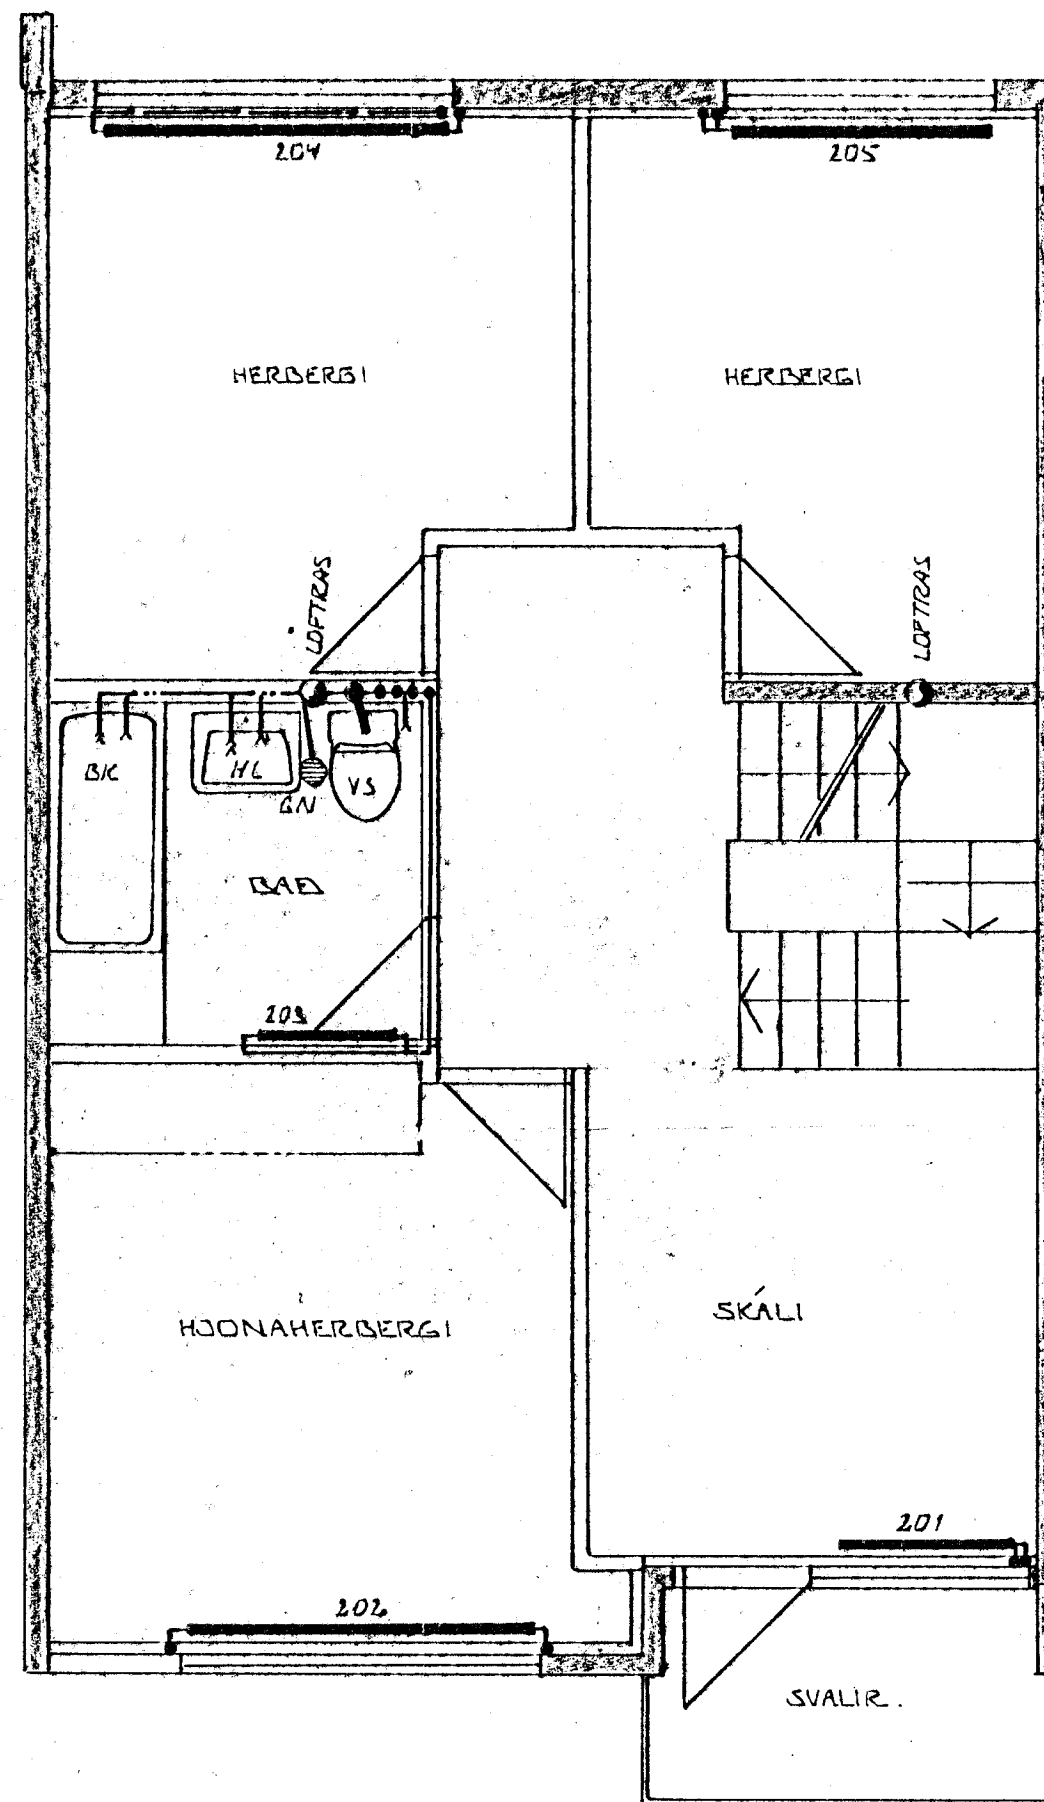 204
205
HERBERGI
HERBERGI
LOFTRAS
LOFTRAS
BK
HL
GN
VS
BAÐ
203
HJÓNAHERBERGI
SKÁLI
201
202
SVALIR.